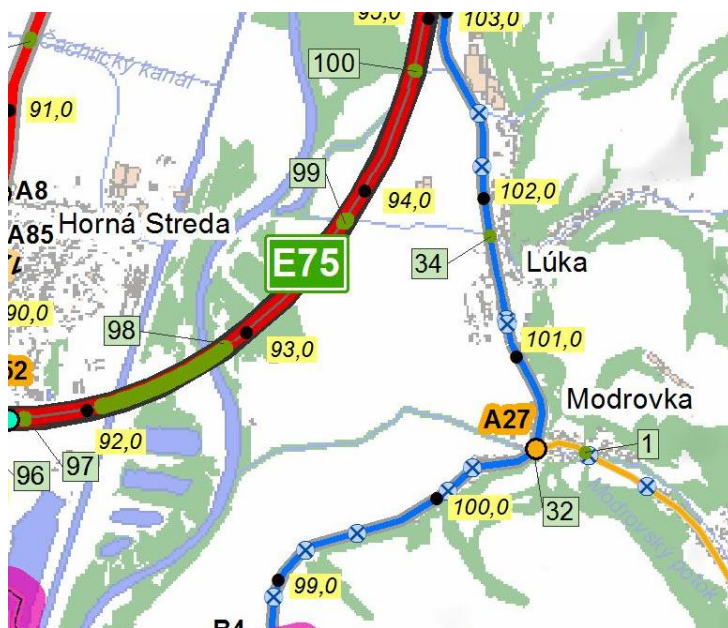 103,0
100
Čachtický kanál
91,0
99
94,0
102,0
A8
Horná Streda
A85
34
E75
Lúka
90,0
98
93,0
101,0
52
Modrovka
A27
92,0
1
96
97
32
100,0
Modrovský potok
99,0